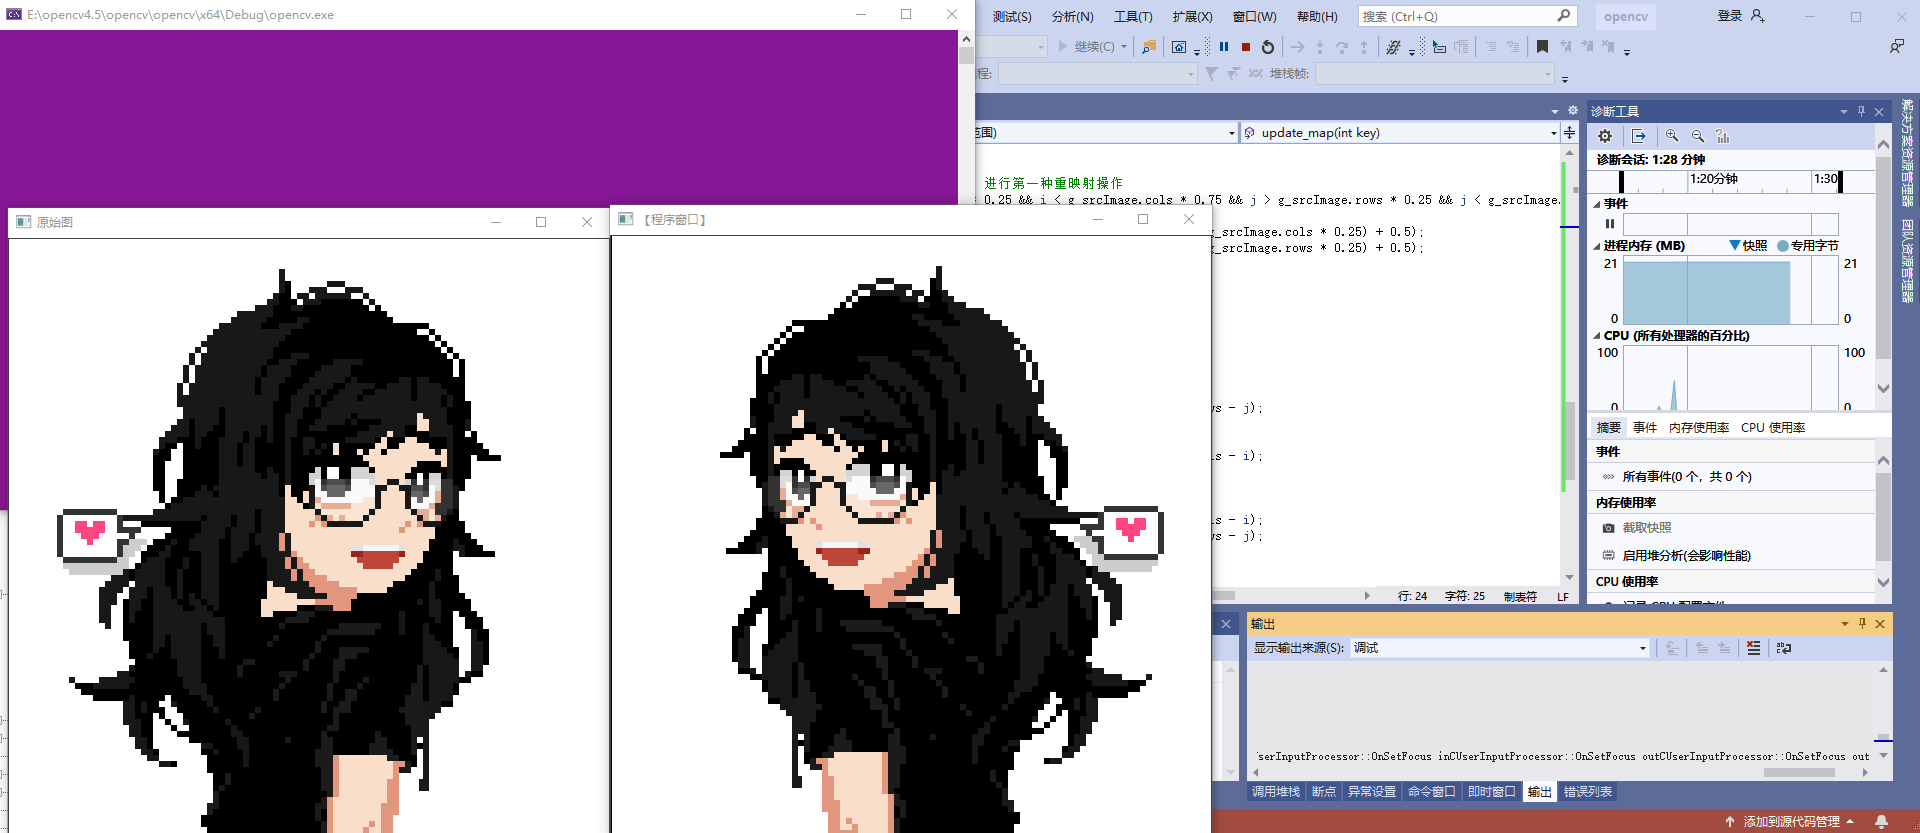 E:\opencv4.5\opencv\opencv\x64\Debug\opencv.exe
测试(S) 分析(N) 工具(T) 扩展(X) 窗口(W) 帮助(H) 搜索 (Ctrl+Q) opencv 登录
继续(C)
程: 堆栈帧:
范围) update_map(int key)
进行第一种重映射操作
0.25 && i < g_srcImage.cols * 0.75 && j > g_srcImage.rows * 0.25 && j < g_srcImage.
g_srcImage.cols * 0.25) + 0.5);
g_srcImage.rows * 0.25) + 0.5);
ws - j);
ls - i);
ls - i);
ws - j);
行: 24 字符: 25 制表符 LF
原始图
【程序窗口】
诊断工具
诊断会话: 1:28 分钟
1:20分钟 1:30
事件
进程内存 (MB) 快照 专用字节
21 21
0 0
CPU (所有处理器的百分比)
100 100
0 0
摘要 事件 内存使用率 CPU 使用率
事件
所有事件(0 个，共 0 个)
内存使用率
截取快照
启用堆分析(会影响性能)
CPU 使用率
解决方案资源管理器
团队资源管理器
输出
显示输出来源(S): 调试
serInputProcessor::OnSetFocus inCUserInputProcessor::OnSetFocus outCUserInputProcessor::OnSetFocus out
调用堆栈 断点 异常设置 命令窗口 即时窗口 输出 错误列表
添加到源代码管理